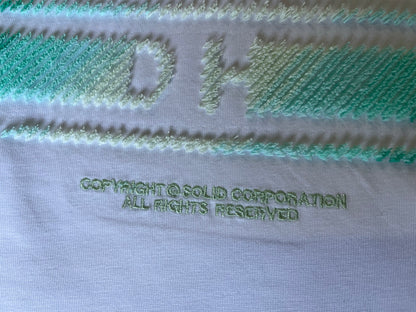 DH
COPYRIGHT © SOLID CORPORATION
ALL RIGHTS RESERVED